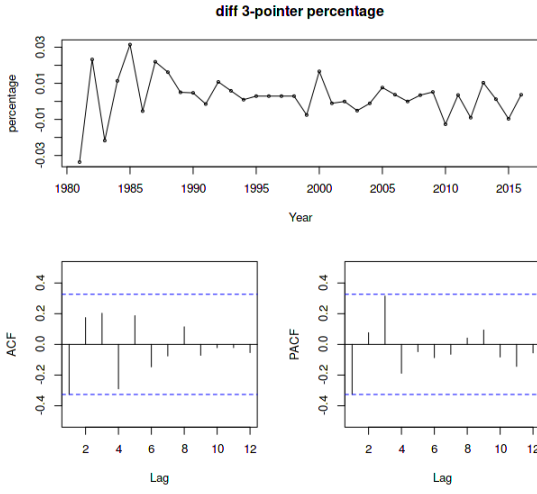 diff 3-pointer percentage
percentage
0.03
0.01
-0.01
-0.03
1980 1985 1990 1995 2000 2005 2010 2015
Year
ACF
0.4
0.2
0.0
-0.2
-0.4
2 4 6 8 10 12
Lag
PACF
0.4
0.2
0.0
-0.2
-0.4
2 4 6 8 10 12
Lag